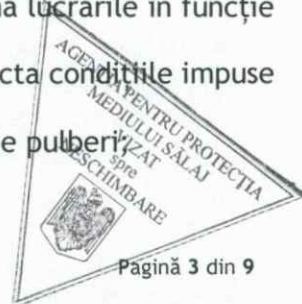 lucrările în funcție
cta condițiile impuse
e pulberi;
AGENȚIA PENTRU PROTECȚIA
MEDIULUI SĂLAJ
VIZAT
spre
NESCHIMBARE
Pagină 3 din 9